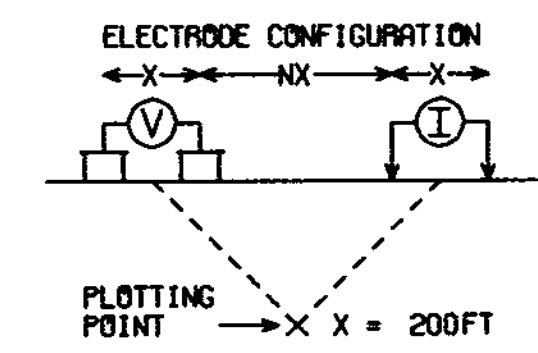 ELECTRODE CONFIGURATION
X NX X
V I
PLOTTING
POINT X X = 200FT